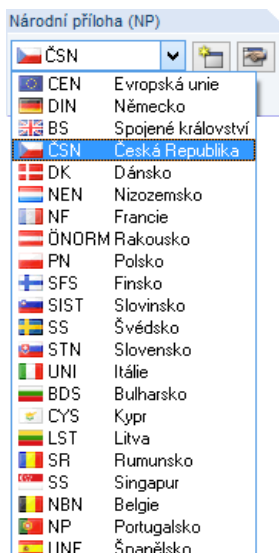 Národní příloha (NP)
ČSN
CEN Evropská unie
DIN Německo
BS Spojené království
ČSN Česká Republika
DK Dánsko
NEN Nizozemsko
NF Francie
ÖNORM Rakousko
PN Polsko
SFS Finsko
SIST Slovinsko
SS Švédsko
STN Slovensko
UNI Itálie
BDS Bulharsko
CYS Kypr
LST Litva
SR Rumunsko
SS Singapur
NBN Belgie
NP Portugalsko
UNE Španělsko